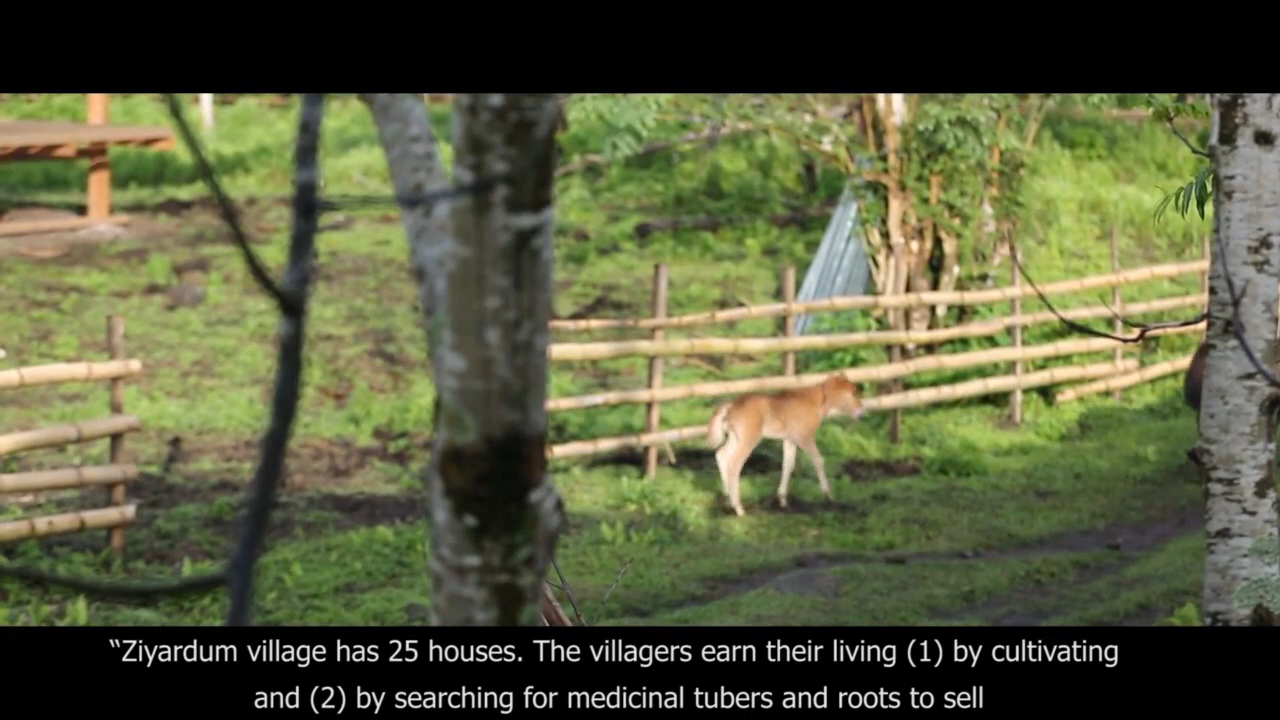 “Ziyardum village has 25 houses. The villagers earn their living (1) by cultivating
and (2) by searching for medicinal tubers and roots to sell